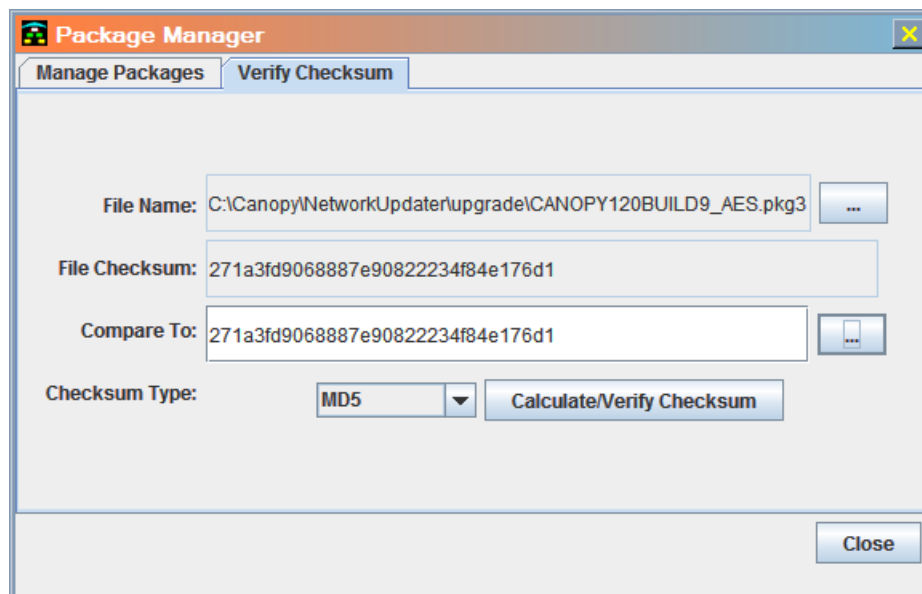 Package Manager
Manage Packages Verify Checksum
File Name: C:\Canopy\NetworkUpdater\upgrade\CANOPY120BUILD9_AES.pkg3 ...
File Checksum: 271a3fd9068887e90822234f84e176d1
Compare To: 271a3fd9068887e90822234f84e176d1 ...
Checksum Type: MD5 Calculate/Verify Checksum
Close